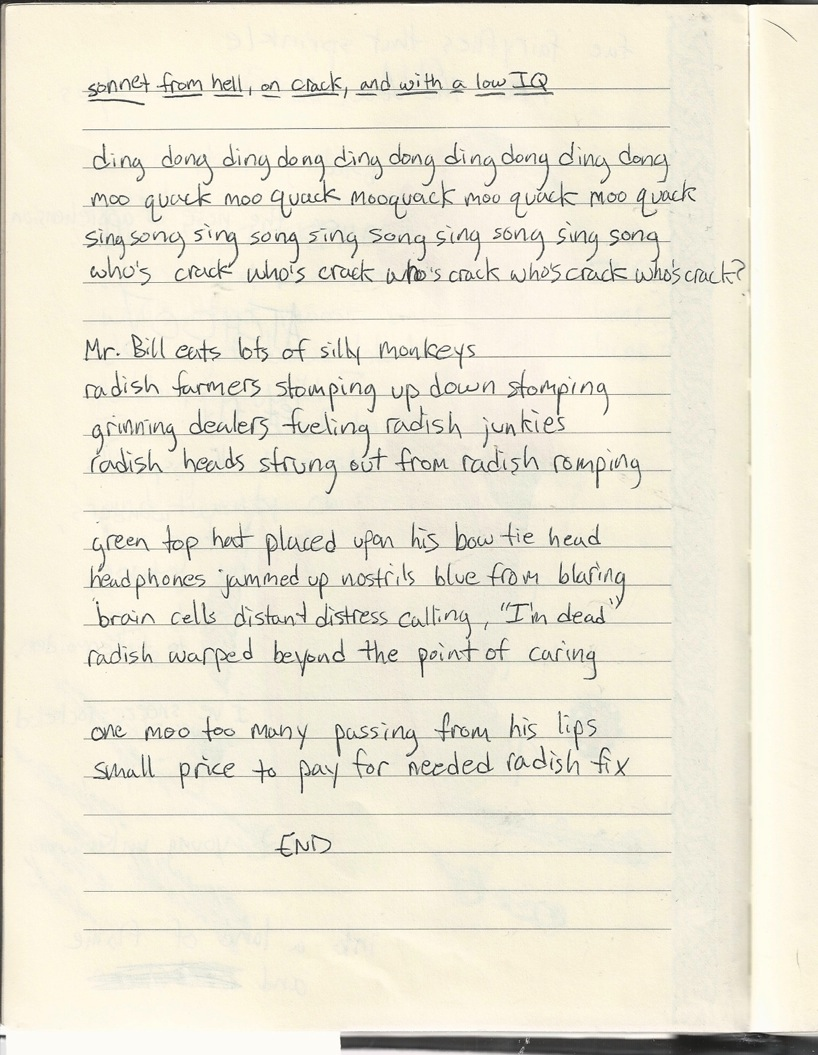 sonnet from hell, on crack, and with a low IQ
ding dong ding dong ding dong ding dong ding dong
moo quack moo quack mooquack moo quack moo quack
sing song sing song sing song sing song sing song
who's crack who's crack who's crack who's crack who's crack?
Mr. Bill eats lots of silly monkeys
radish farmers stomping up down stomping
grinning dealers fueling radish junkies
radish heads strung out from radish romping
green top hat placed upon his bow tie head
headphones jammed up nostrils blue from blaring
brain cells distant distress calling, "I'm dead"
radish warped beyond the point of caring
one moo too many passing from his lips
small price to pay for needed radish fix
END